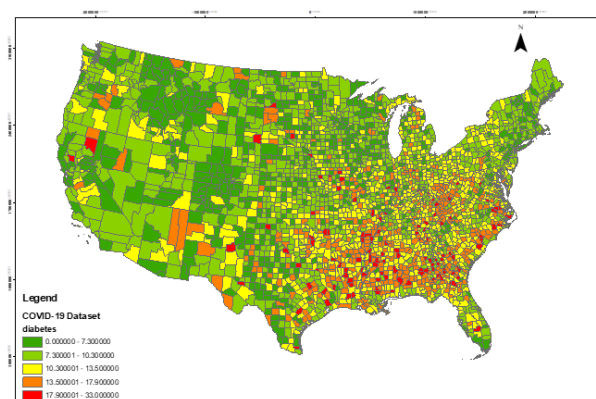 N
Legend
COVID-19 Dataset
diabetes
0.000000 - 7.300000
7.300001 - 10.300000
10.300001 - 13.500000
13.500001 - 17.900000
17.900001 - 33.000000